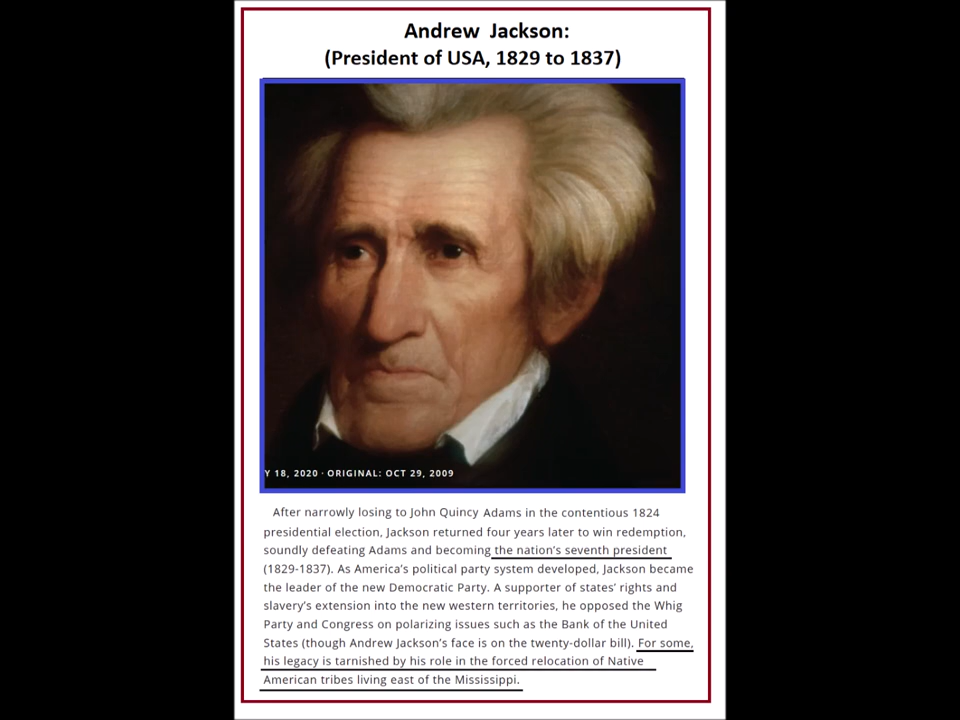 Andrew Jackson:
(President of USA, 1829 to 1837)
Y 18, 2020 · ORIGINAL: OCT 29, 2009
After narrowly losing to John Quincy Adams in the contentious 1824
presidential election, Jackson returned four years later to win redemption,
soundly defeating Adams and becoming the nation's seventh president
(1829-1837). As America's political party system developed, Jackson became
the leader of the new Democratic Party. A supporter of states' rights and
slavery's extension into the new western territories, he opposed the Whig
Party and Congress on polarizing issues such as the Bank of the United
States (though Andrew Jackson's face is on the twenty-dollar bill). For some,
his legacy is tarnished by his role in the forced relocation of Native
American tribes living east of the Mississippi.